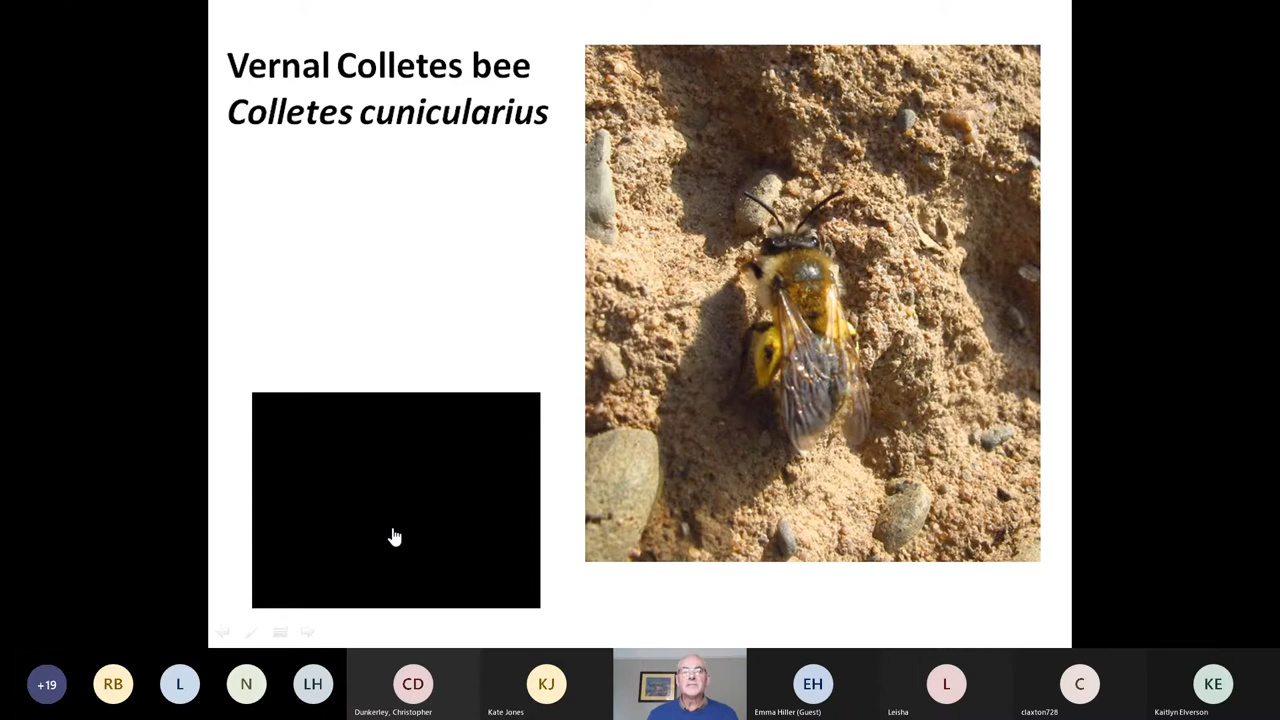 Vernal Colletes bee
Colletes cunicularius
+19
RB
L
N
LH
CD
Dunkerley, Christopher
KJ
Kate Jones
EH
Emma Hiller (Guest)
L
Leisha
C
claxton728
KE
Kaitlyn Elverson